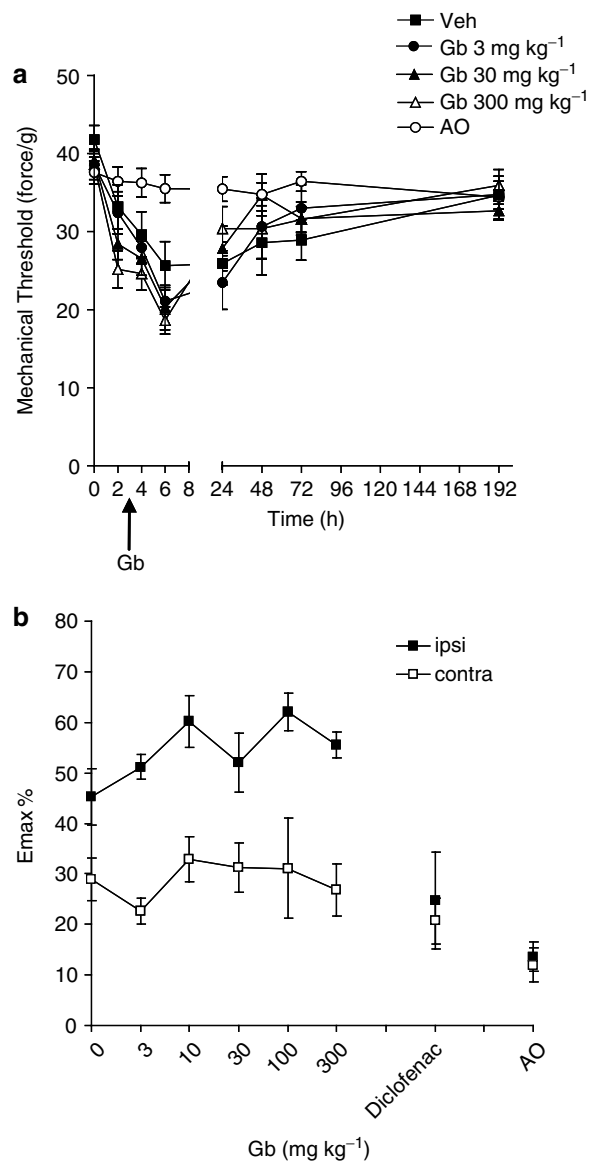 Veh
Gb 3 mg kg⁻¹
Gb 30 mg kg⁻¹
Gb 300 mg kg⁻¹
AO
a
50
40
30
20
10
0
Mechanical Threshold (force/g)
0 2 4 6 8 24 48 72 96 120 144 168 192
Time (h)
Gb
b
80
70
60
50
40
30
20
10
0
Emax %
ipsi
contra
0 3 10 30 100 300 Diclofenac AO
Gb (mg kg⁻¹)